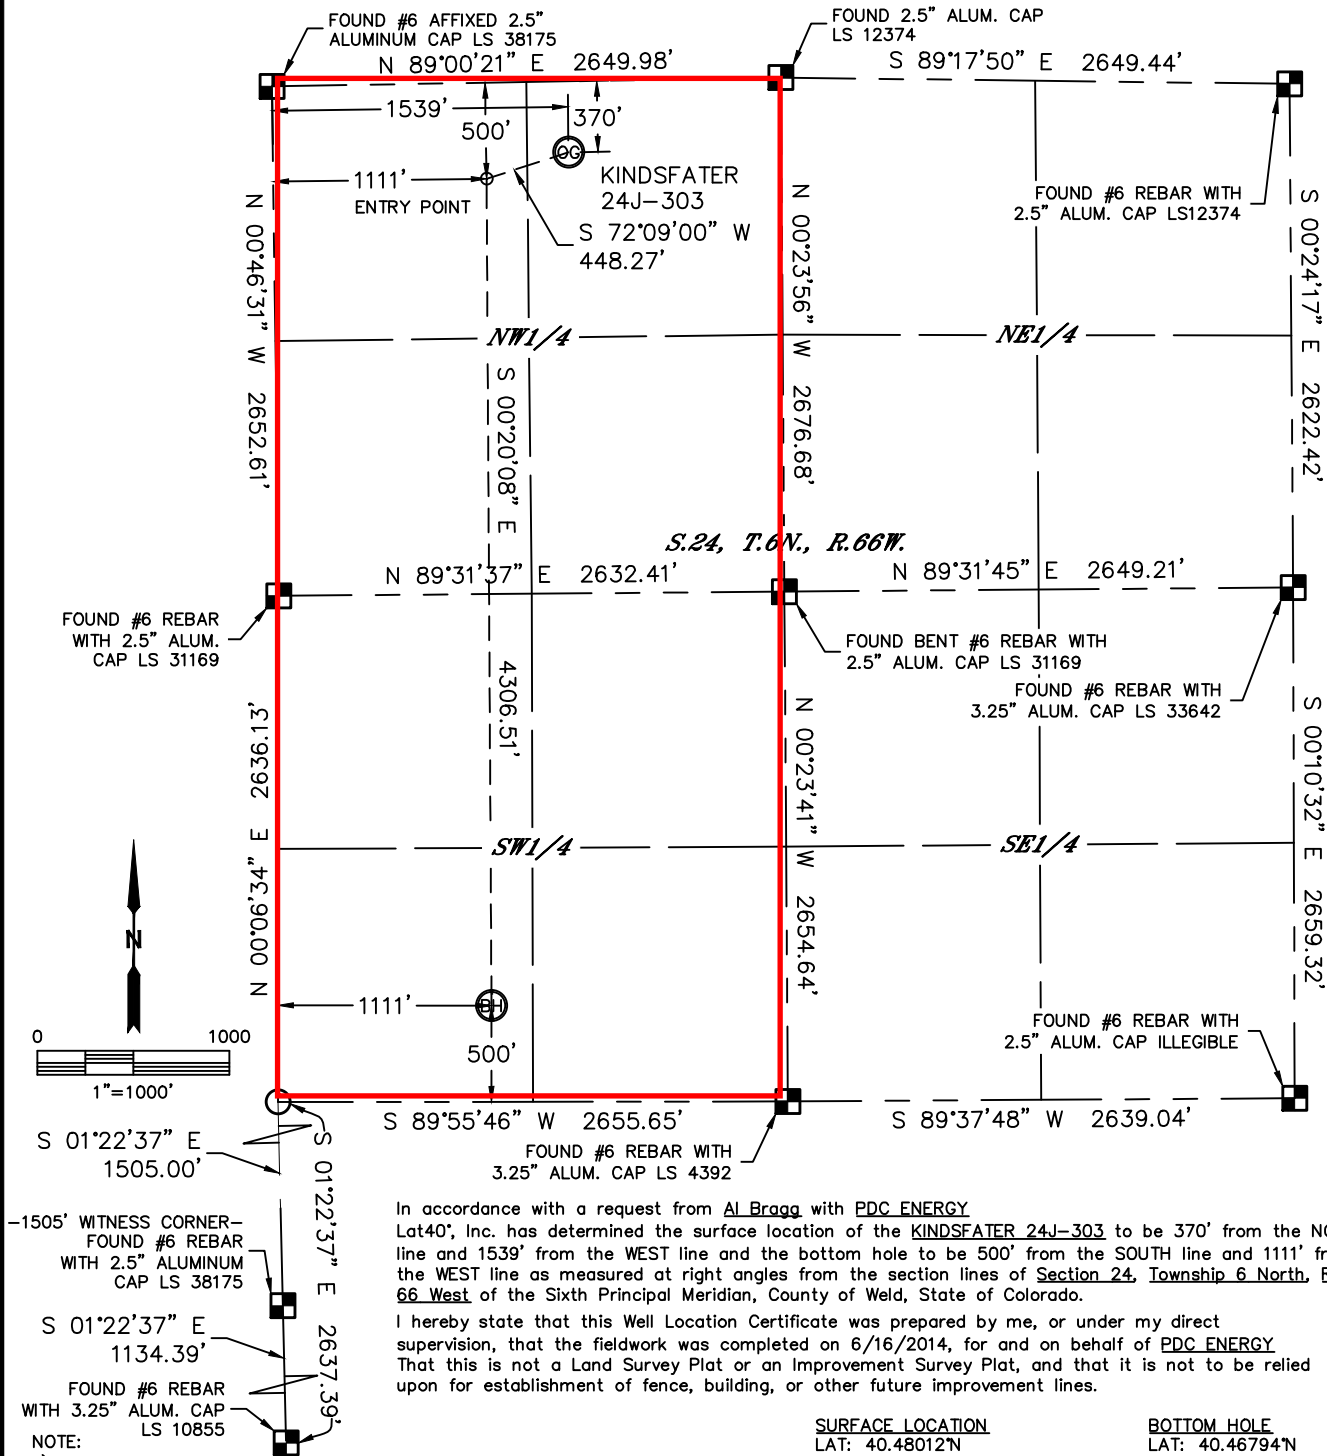 FOUND #6 AFFIXED 2.5"
ALUMINUM CAP LS 38175
FOUND 2.5" ALUM. CAP
LS 12374
N 89°00'21" E 2649.98'
S 89°17'50" E 2649.44'
1539'
500'
370'
OG
1111'
ENTRY POINT
KINDSFATER
24J-303
S 72°09'00" W
448.27'
FOUND #6 REBAR WITH
2.5" ALUM. CAP LS12374
N 00°46'31" W 2652.61'
N 00°23'56" W 2676.68'
S 00°24'17" E 2622.42'
NW1/4
NE1/4
S 00°20'08" E
4306.51'
S.24, T.6N., R.66W.
N 89°31'37" E 2632.41'
N 89°31'45" E 2649.21'
FOUND #6 REBAR
WITH 2.5" ALUM.
CAP LS 31169
FOUND BENT #6 REBAR WITH
2.5" ALUM. CAP LS 31169
FOUND #6 REBAR WITH
3.25" ALUM. CAP LS 33642
N 00°06'34" E 2636.13'
N 00°23'41" W 2654.64'
S 00°10'32" E 2659.32'
SW1/4
SE1/4
N
0 1000
1"=1000'
1111'
BH
500'
FOUND #6 REBAR WITH
2.5" ALUM. CAP ILLEGIBLE
S 89°55'46" W 2655.65'
S 89°37'48" W 2639.04'
FOUND #6 REBAR WITH
3.25" ALUM. CAP LS 4392
S 01°22'37" E
1505.00'
S 01°22'37" E 2637.39'
-1505' WITNESS CORNER-
FOUND #6 REBAR
WITH 2.5" ALUMINUM
CAP LS 38175
S 01°22'37" E
1134.39'
FOUND #6 REBAR
WITH 3.25" ALUM. CAP
LS 10855
NOTE:
In accordance with a request from Al Bragg with PDC ENERGY
Lat40°, Inc. has determined the surface location of the KINDSFATER 24J-303 to be 370' from the
line and 1539' from the WEST line and the bottom hole to be 500' from the SOUTH line and 1111'
the WEST line as measured at right angles from the section lines of Section 24, Township 6 North,
66 West of the Sixth Principal Meridian, County of Weld, State of Colorado.
I hereby state that this Well Location Certificate was prepared by me, or under my direct
supervision, that the fieldwork was completed on 6/16/2014, for and on behalf of PDC ENERGY
That this is not a Land Survey Plat or an Improvement Survey Plat, and that it is not to be relied
upon for establishment of fence, building, or other future improvement lines.
SURFACE LOCATION
LAT: 40.48012°N
BOTTOM HOLE
LAT: 40.46794°N